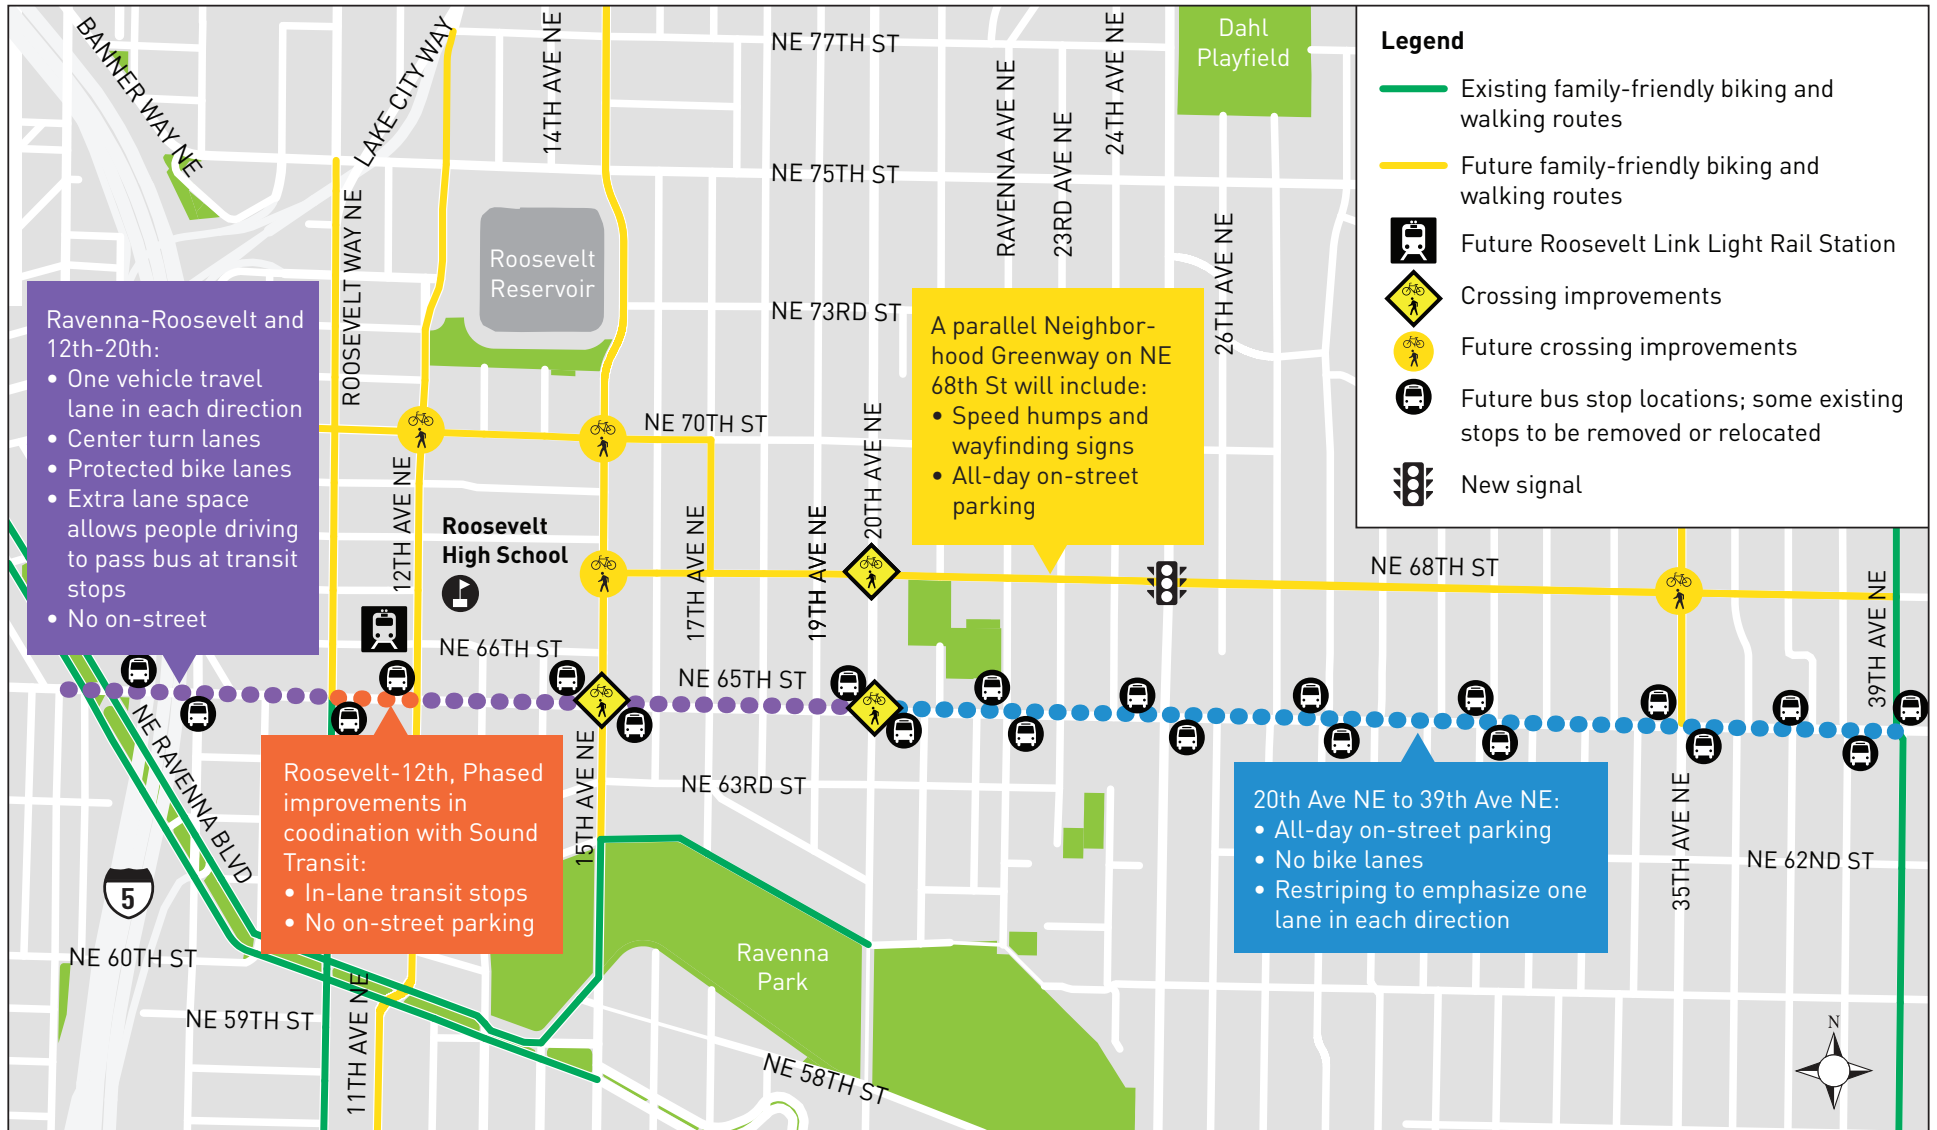 BANNER WAY NE
LAKE CITY WAY
14TH AVE NE
NE 77TH ST
NE 75TH ST
NE 73RD ST
RAVENNA AVE NE
23RD AVE NE
24TH AVE NE
26TH AVE NE
Dahl
Playfield
Legend
Existing family-friendly biking and
walking routes
Future family-friendly biking and
walking routes
Future Roosevelt Link Light Rail Station
Crossing improvements
Future crossing improvements
Future bus stop locations; some existing
stops to be removed or relocated
New signal
Roosevelt
Reservoir
ROOSEVELT WAY NE
Ravenna-Roosevelt and
12th-20th:
• One vehicle travel
lane in each direction
• Center turn lanes
• Protected bike lanes
• Extra lane space
allows people driving
to pass bus at transit
stops
• No on-street
A parallel Neighbor-
hood Greenway on NE
68th St will include:
• Speed humps and
wayfinding signs
• All-day on-street
parking
NE 70TH ST
20TH AVE NE
12TH AVE NE
Roosevelt
High School
17TH AVE NE
19TH AVE NE
NE 68TH ST
39TH AVE NE
NE 66TH ST
NE 65TH ST
NE RAVENNA BLVD
Roosevelt-12th, Phased
improvements in
coodination with Sound
Transit:
• In-lane transit stops
• No on-street parking
15TH AVE NE
NE 63RD ST
20th Ave NE to 39th Ave NE:
• All-day on-street parking
• No bike lanes
• Restriping to emphasize one
lane in each direction
35TH AVE NE
NE 62ND ST
5
NE 60TH ST
NE 59TH ST
11TH AVE NE
Ravenna
Park
NE 58TH ST
N